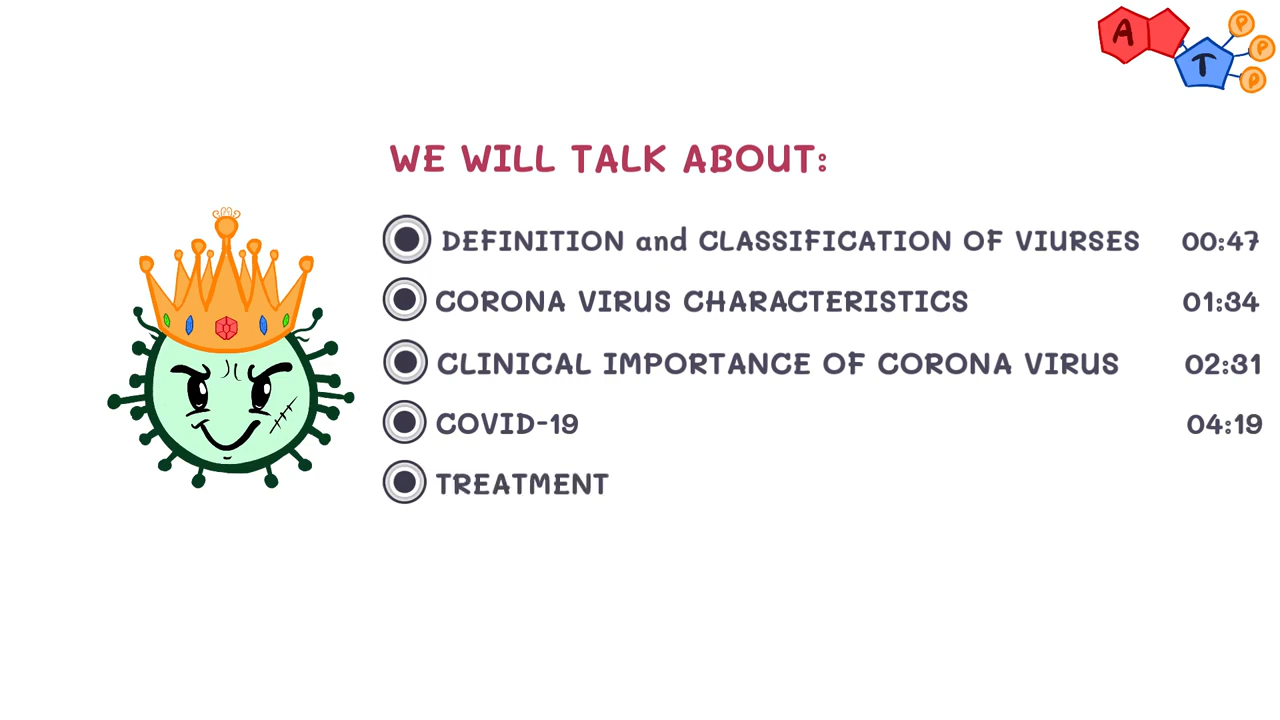 A T P P P
WE WILL TALK ABOUT:
DEFINITION and CLASSIFICATION OF VIURSES 00:47
CORONA VIRUS CHARACTERISTICS 01:34
CLINICAL IMPORTANCE OF CORONA VIRUS 02:31
COVID-19 04:19
TREATMENT